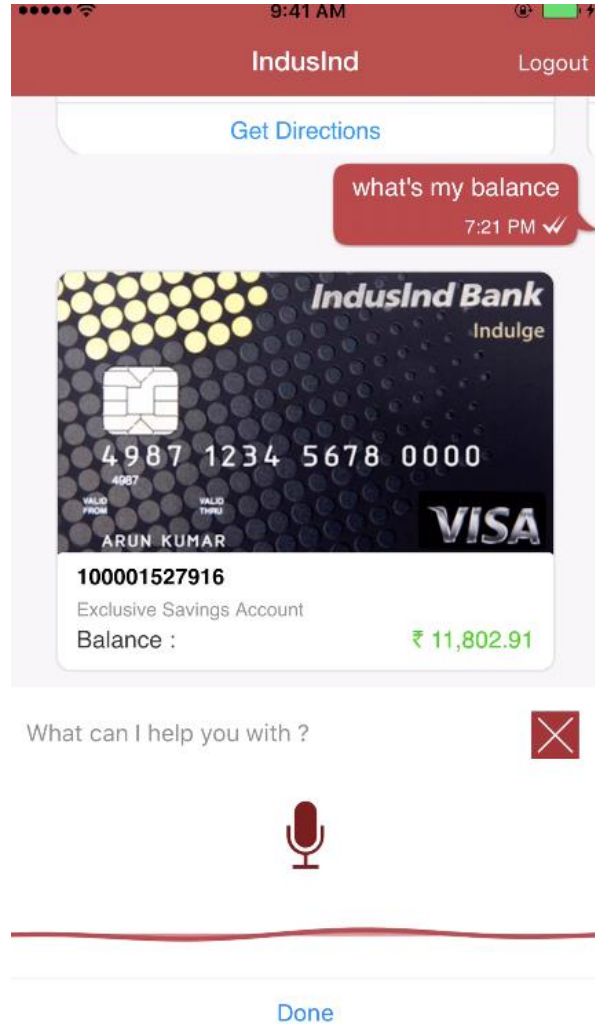 9:41 AM
IndusInd Logout
Get Directions
what's my balance
7:21 PM
IndusInd Bank
Indulge
4987 1234 5678 0000
4987
VALID FROM VALID THRU
VISA
ARUN KUMAR
100001527916
Exclusive Savings Account
Balance : ₹ 11,802.91
What can I help you with ?
Done